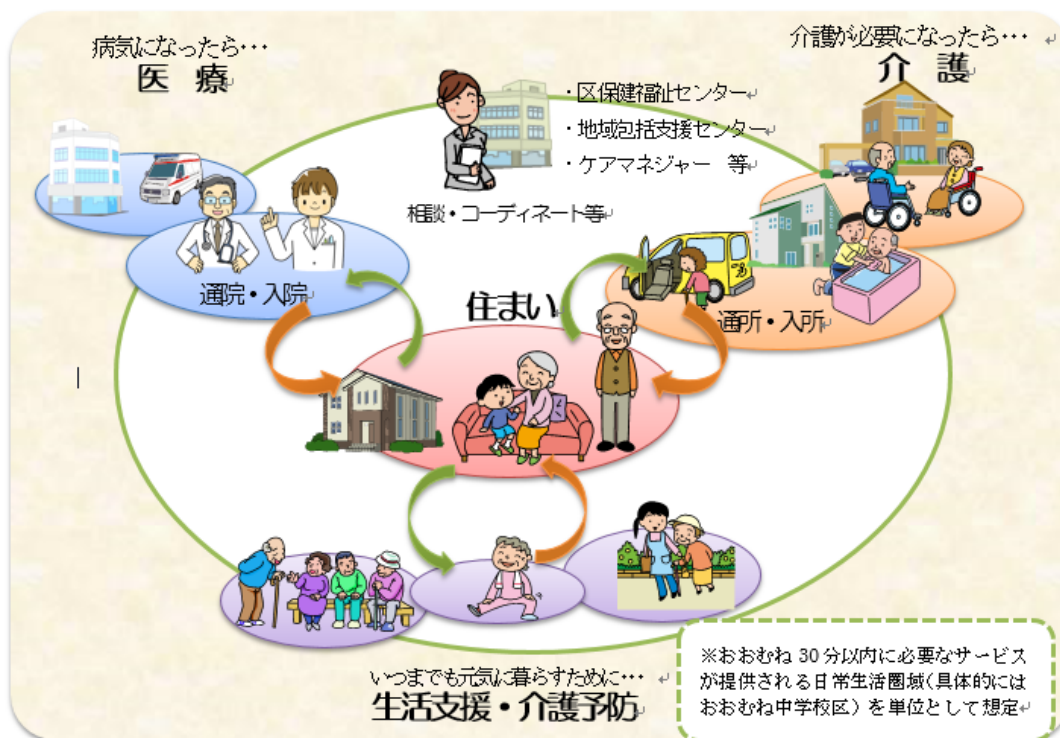 病気になったら…
医 療
介護が必要になったら…
介 護
・区保健福祉センター
・地域包括支援センター
・ケアマネジャー 等
相談・コーディネート等
通院・入院
住まい
通所・入所
いつまでも元気に暮らすために…
生活支援・介護予防
※おおむね 30 分以内に必要なサービス
が提供される日常生活圏域（具体的には
おおむね中学校区）を単位として想定